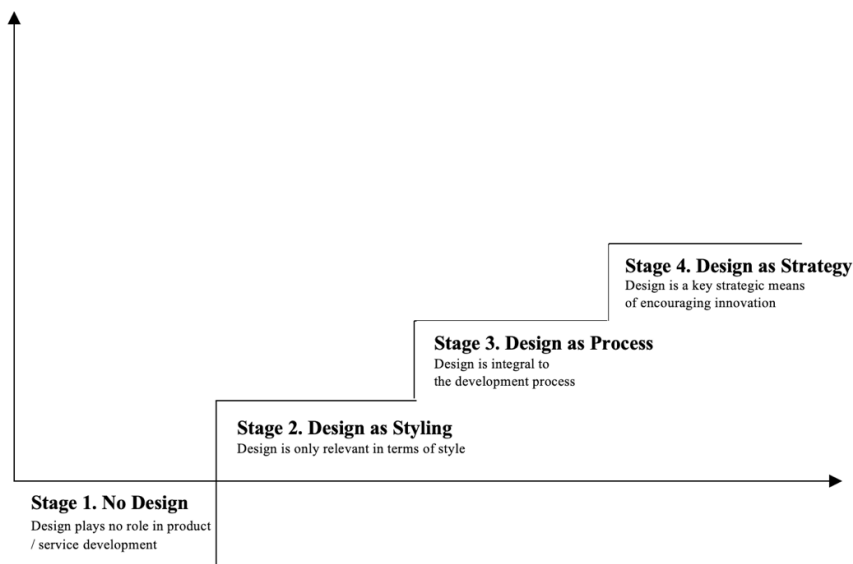 Stage 4. Design as Strategy
Design is a key strategic means
of encouraging innovation
Stage 3. Design as Process
Design is integral to
the development process
Stage 2. Design as Styling
Design is only relevant in terms of style
Stage 1. No Design
Design plays no role in product
/ service development